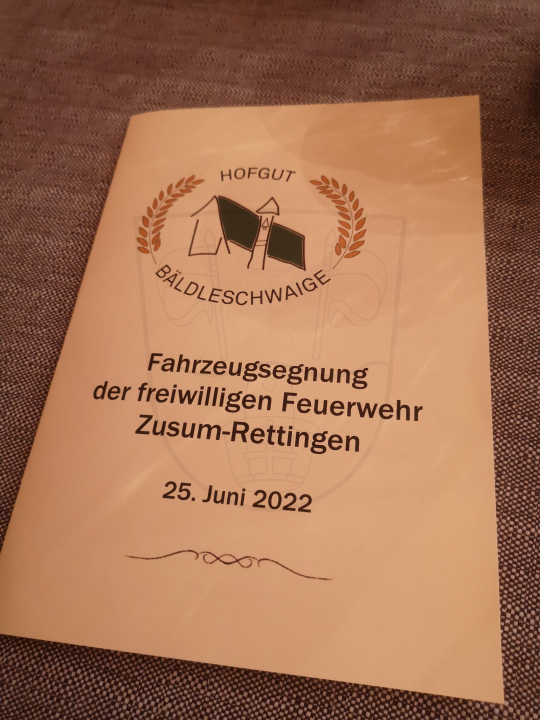 HOFGUT
BÄLDLESCHWAIGE
Fahrzeugsegnung
der freiwilligen Feuerwehr
Zusum-Rettingen
25. Juni 2022